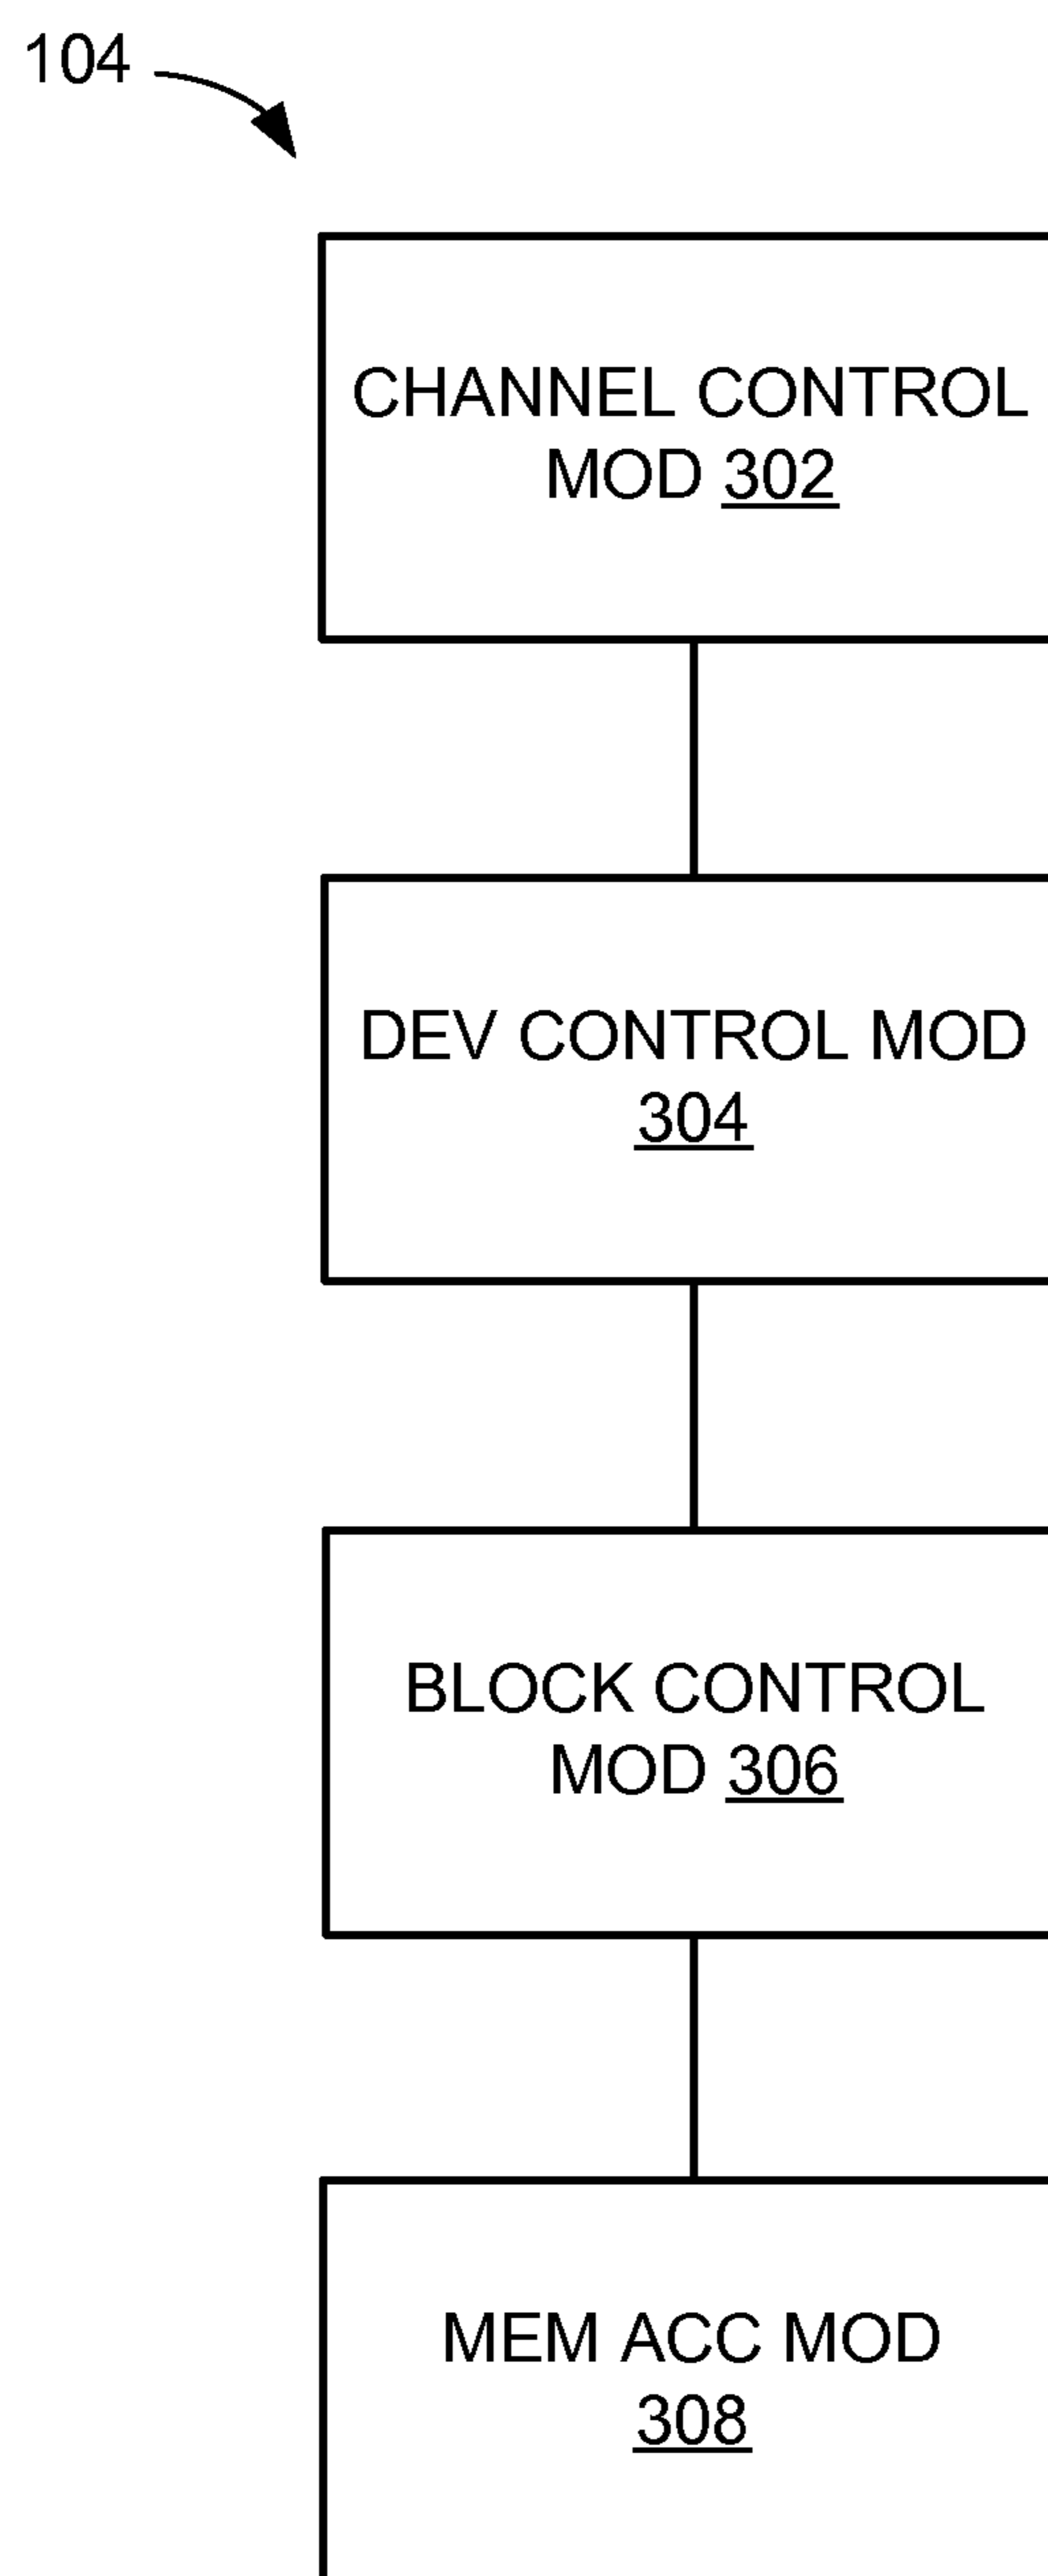 104
CHANNEL CONTROL
MOD 302
DEV CONTROL MOD
304
BLOCK CONTROL
MOD 306
MEM ACC MOD
308